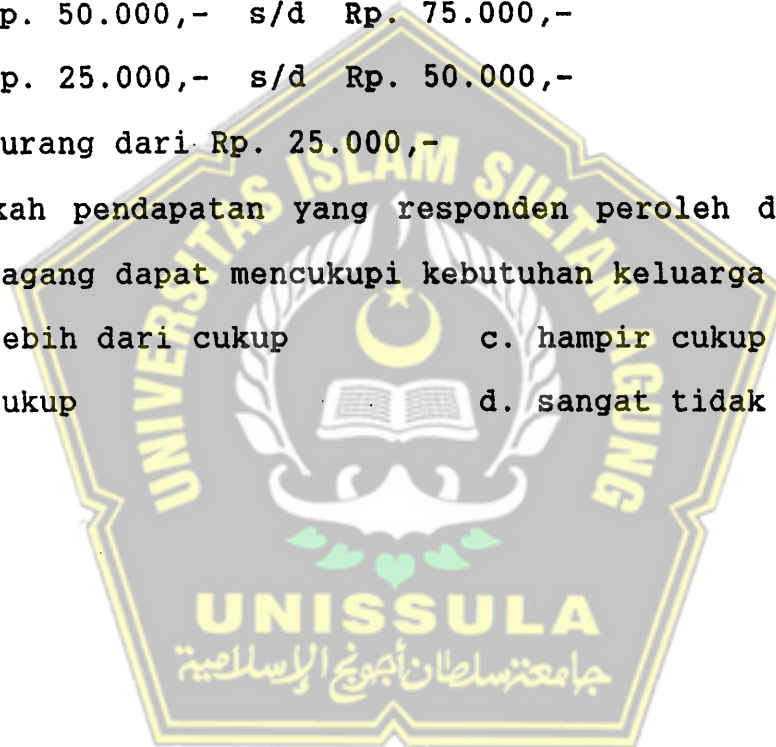 p. 50.000,- s/d Rp. 75.000,-
p. 25.000,- s/d Rp. 50.000,-
urang dari Rp. 25.000,-
kah pendapatan yang responden peroleh d
agang dapat mencukupi kebutuhan keluarga
ebih dari cukup c. hampir cukup
ukup d. sangat tidak
UNIVERSITAS ISLAM SULTAN AGUNG
UNISSULA
جامعة سلطان أجونج الإسلامية